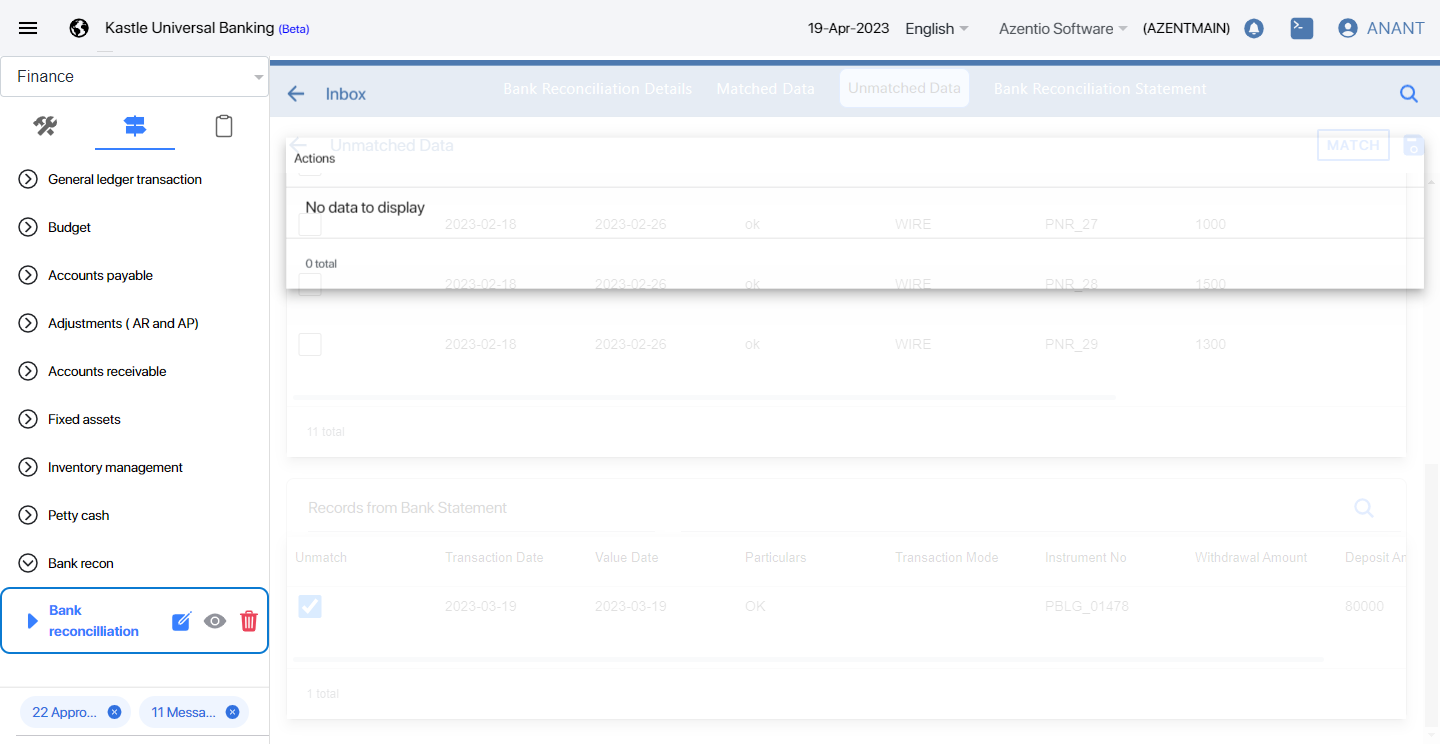 Kastle Universal Banking (Beta)
19-Apr-2023
English
Azentio Software
(AZENTMAIN)
ANANT
Finance
General ledger transaction
Budget
Accounts payable
Adjustments ( AR and AP)
Accounts receivable
Fixed assets
Inventory management
Petty cash
Bank recon
Bank
reconcilliation
22 Appro...
11 Messa...
Inbox
Bank Reconciliation Details
Matched Data
Unmatched Data
Bank Reconciliation Statement
Unmatched Data
MATCH
Actions
No data to display
2023-02-18 2023-02-26 ok WIRE PNR_27 1000
0 total
2023-02-18 2023-02-26 ok WIRE PNR_28 1500
2023-02-18 2023-02-26 ok WIRE PNR_29 1300
11 total
Records from Bank Statement
Unmatch Transaction Date Value Date Particulars Transaction Mode Instrument No Withdrawal Amount Deposit Am
2023-03-19 2023-03-19 OK PBLG_01478 80000
1 total